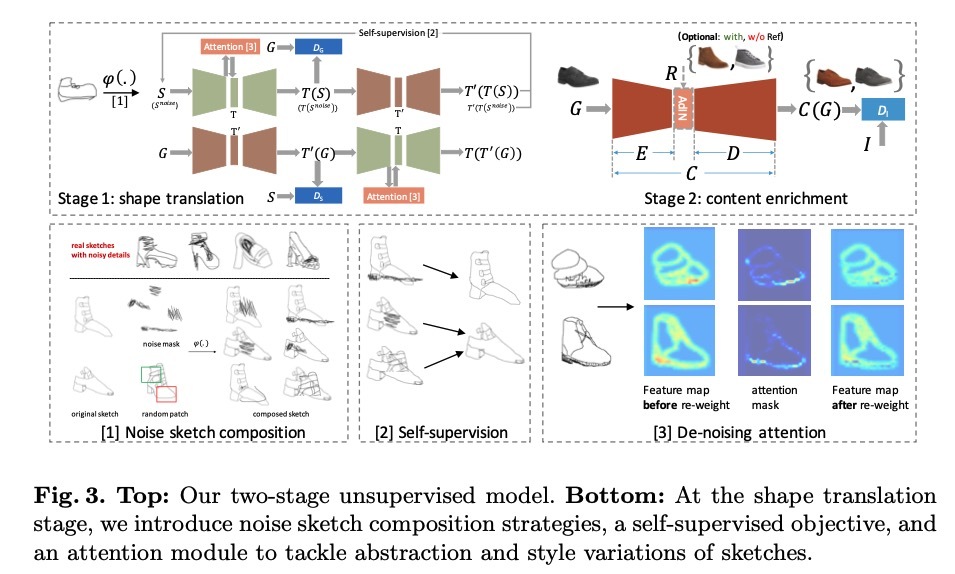 Self-supervision [2]
(Optional: with, w/o Ref)
Attention [3]
G
D_G
R
φ(.)
[1]
S
(S^noise)
T
T(S)
(T(S^noise))
T'
T'(T(S))
T'(T(S^noise))
G
AdIN
C(G)
D_I
G
T'
T'(G)
T
T(T'(G))
E
D
I
C
Stage 1: shape translation
S
D_S
Attention [3]
Stage 2: content enrichment
real sketches
with noisy details
noise mask
φ(.)
original sketch
random patch
composed sketch
[1] Noise sketch composition
[2] Self-supervision
Feature map
before re-weight
attention
mask
Feature map
after re-weight
[3] De-noising attention
Fig. 3. Top: Our two-stage unsupervised model. Bottom: At the shape translation
stage, we introduce noise sketch composition strategies, a self-supervised objective, and
an attention module to tackle abstraction and style variations of sketches.